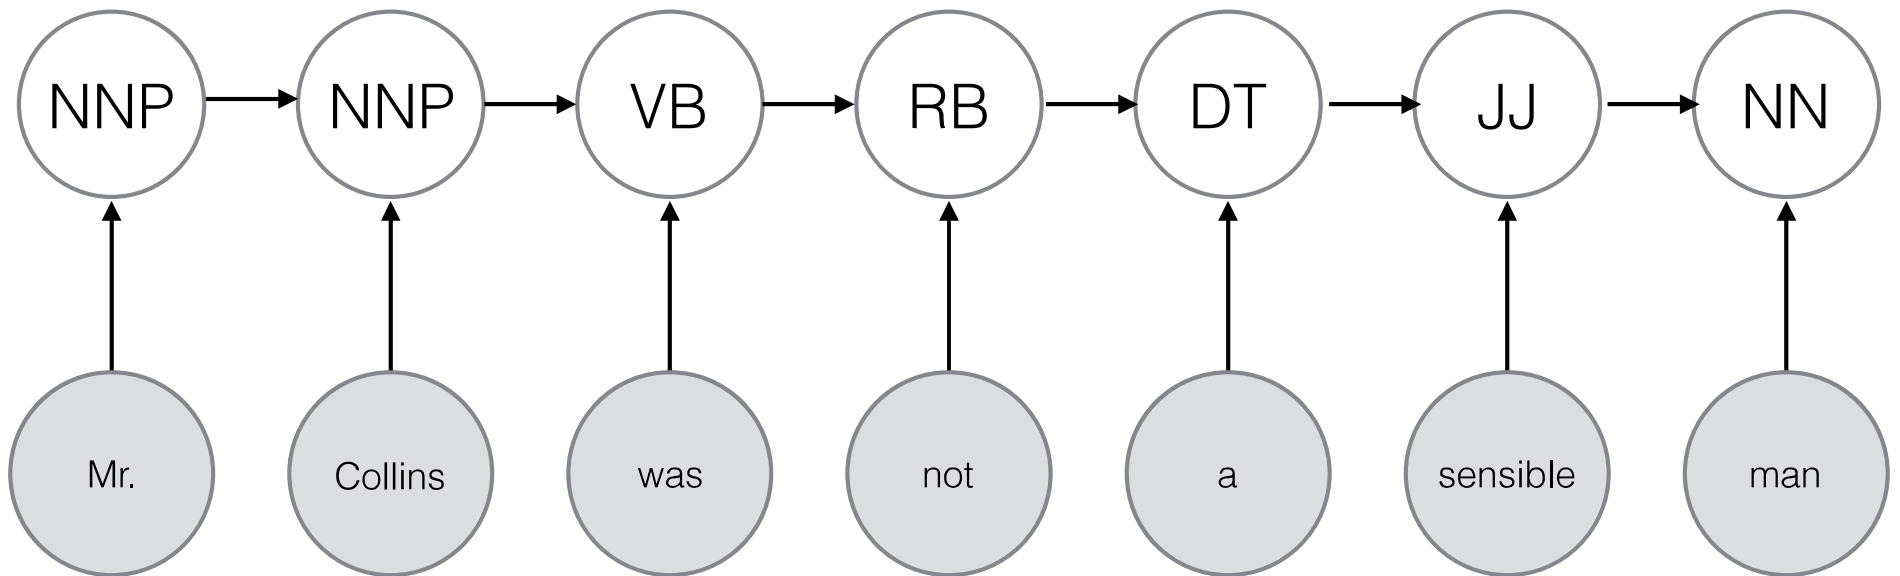 NNP NNP VB RB DT JJ NN
Mr. Collins was not a sensible man